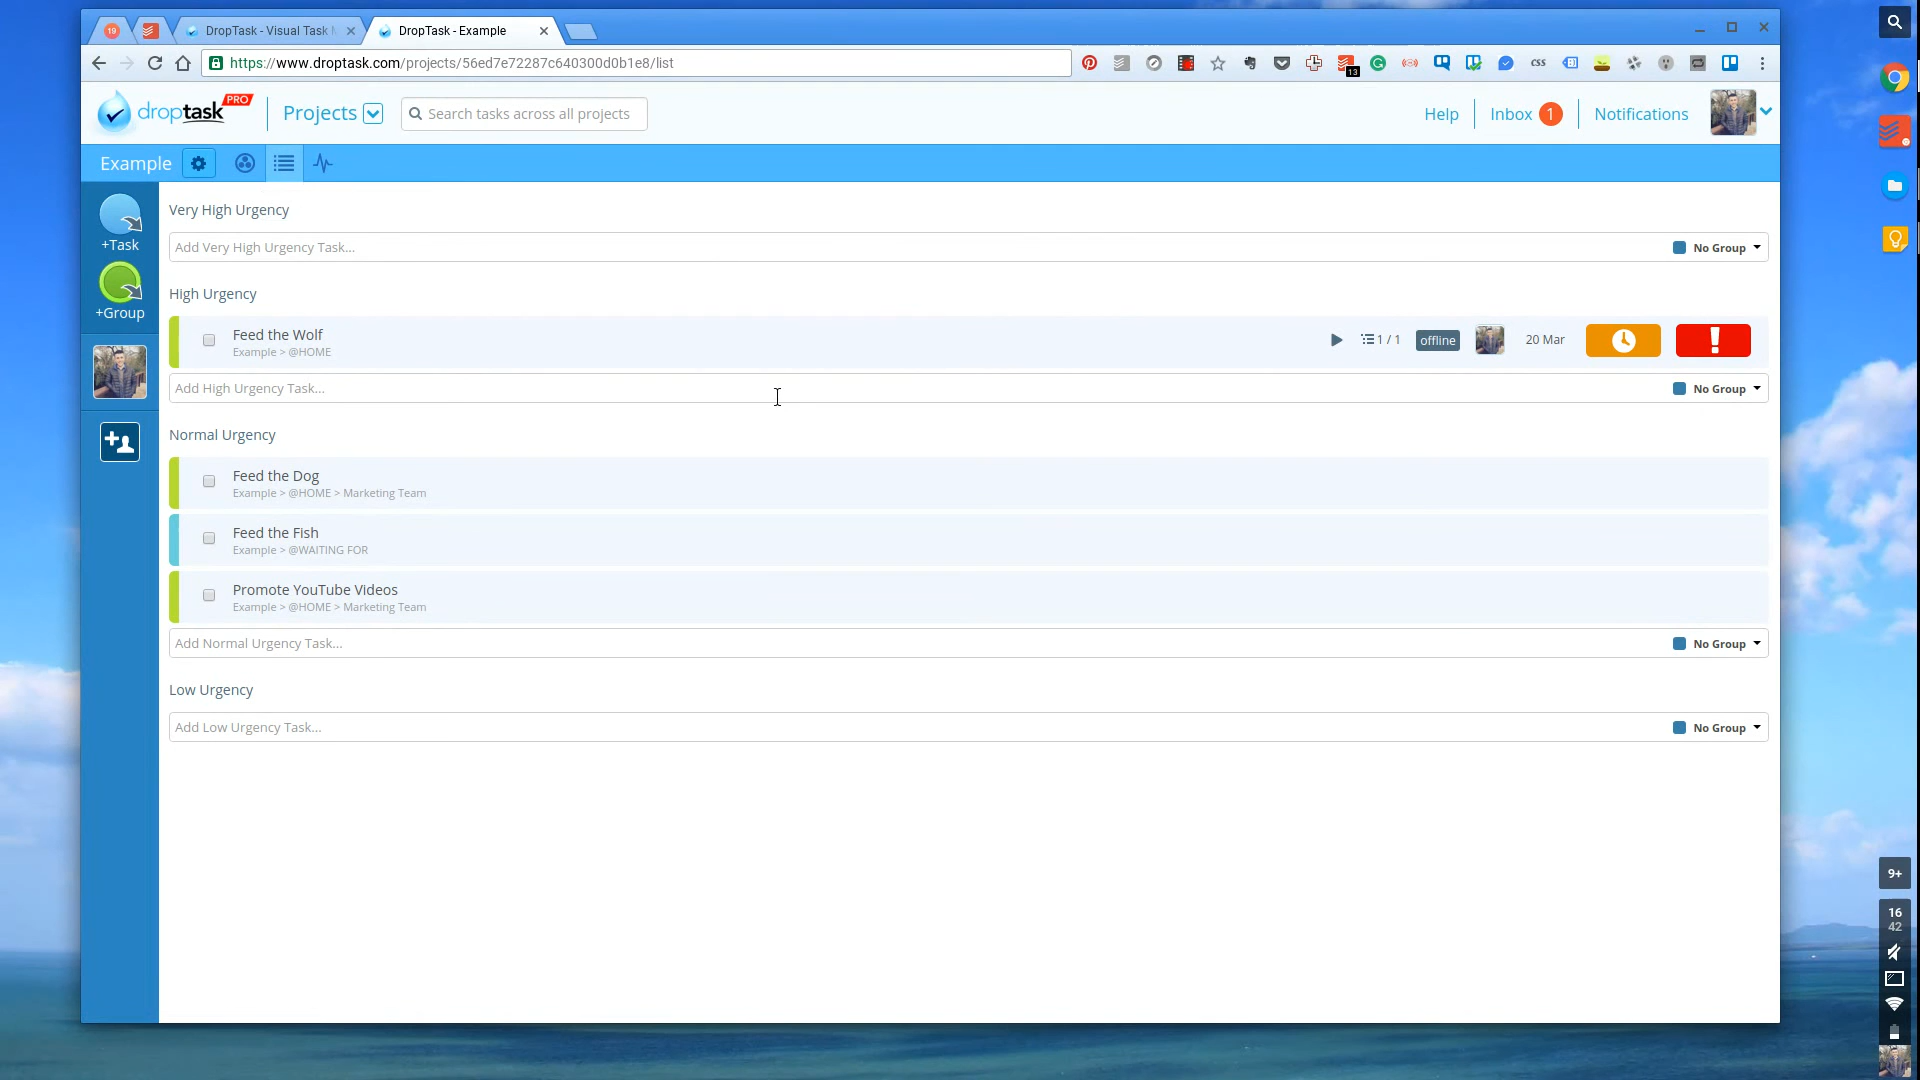 19
DropTask - Visual Task
DropTask - Example
https://www.droptask.com/projects/56ed7e72287c640300d0b1e8/list
13
css
droptask PRO
Projects
Search tasks across all projects
Help
Inbox 1
Notifications
Example
+Task
+Group
Very High Urgency
Add Very High Urgency Task...
No Group
High Urgency
Feed the Wolf
Example > @HOME
1 / 1
offline
20 Mar
Add High Urgency Task...
No Group
Normal Urgency
Feed the Dog
Example > @HOME > Marketing Team
Feed the Fish
Example > @WAITING FOR
Promote YouTube Videos
Example > @HOME > Marketing Team
Add Normal Urgency Task...
No Group
Low Urgency
Add Low Urgency Task...
No Group
9+
16
42